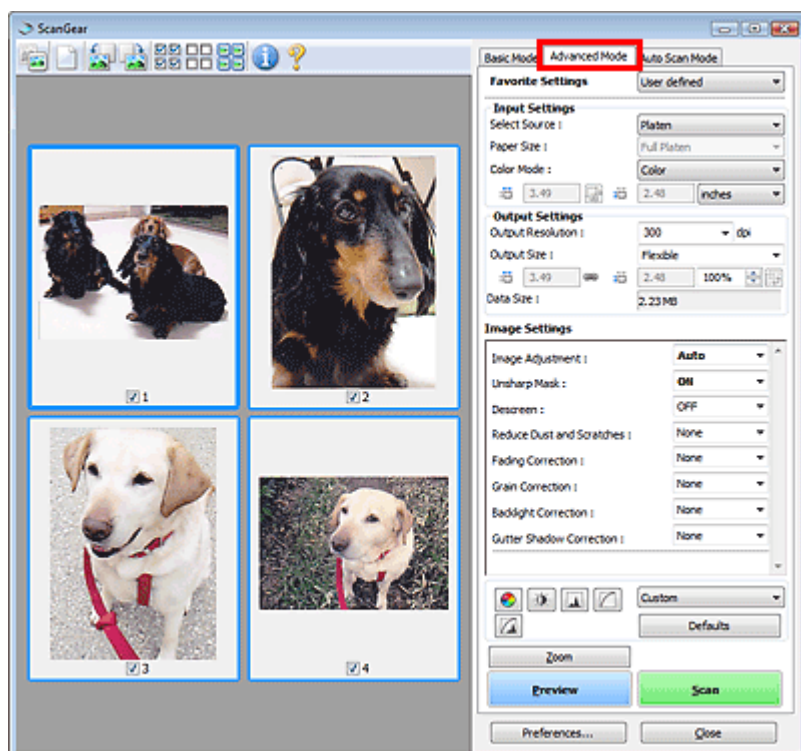 ScanGear
Basic Mode Advanced Mode Auto Scan Mode
Favorite Settings User defined
Input Settings
Select Source : Platen
Paper Size : Full Platen
Color Mode : Color
3.49 2.48 inches
Output Settings
Output Resolution : 300 dpi
Output Size : Flexible
3.49 2.48 100%
Data Size : 2.23 MB
Image Settings
Image Adjustment : Auto
Unsharp Mask : ON
Descreen : OFF
Reduce Dust and Scratches : None
Fading Correction : None
Grain Correction : None
Backlight Correction : None
Gutter Shadow Correction : None
Custom
Defaults
Zoom
Preview Scan
Preferences... Close
1
2
3
4